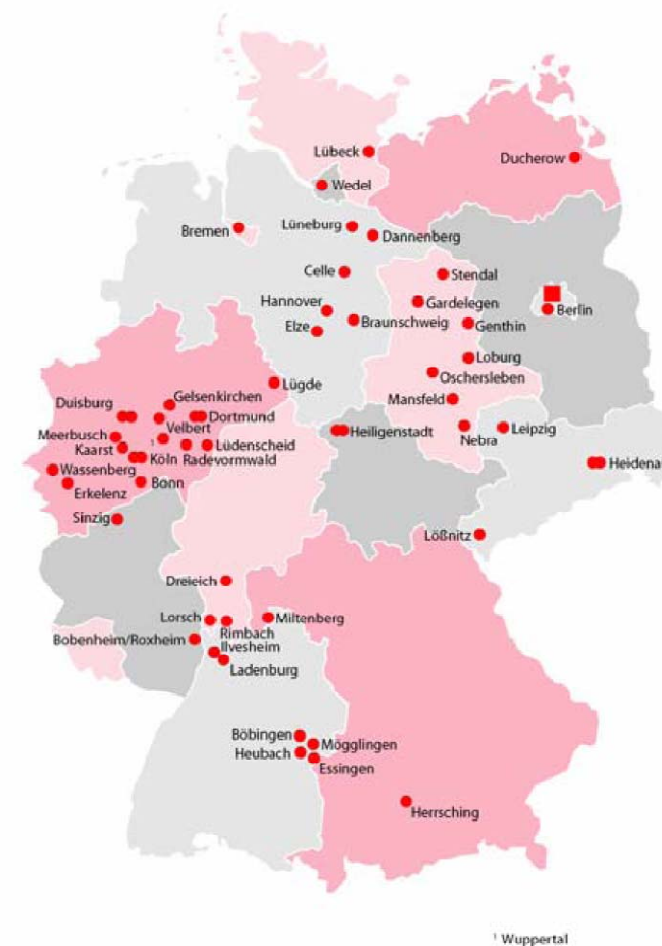 Lübeck
Ducherow
Wedel
Bremen
Lüneburg
Dannenberg
Celle
Stendal
Hannover
Gardelegen
Berlin
Elze
Braunschweig
Genthin
Loburg
Oschersleben
Lügde
Mansfeld
Gelsenkirchen
Duisburg
Dortmund
Velbert
Heiligenstadt
Nebra
Leipzig
Meerbusch
1
Kaarst
Lüdenscheid
Köln
Radevormwald
Wassenberg
Heidena
Bonn
Erkelenz
Sinzig
Lößnitz
Dreieich
Lorsch
Miltenberg
Rimbach
Bobenheim/Roxheim
Ilvesheim
Ladenburg
Böbingen
Mögglingen
Heubach
Essingen
Herrsching
1 Wuppertal